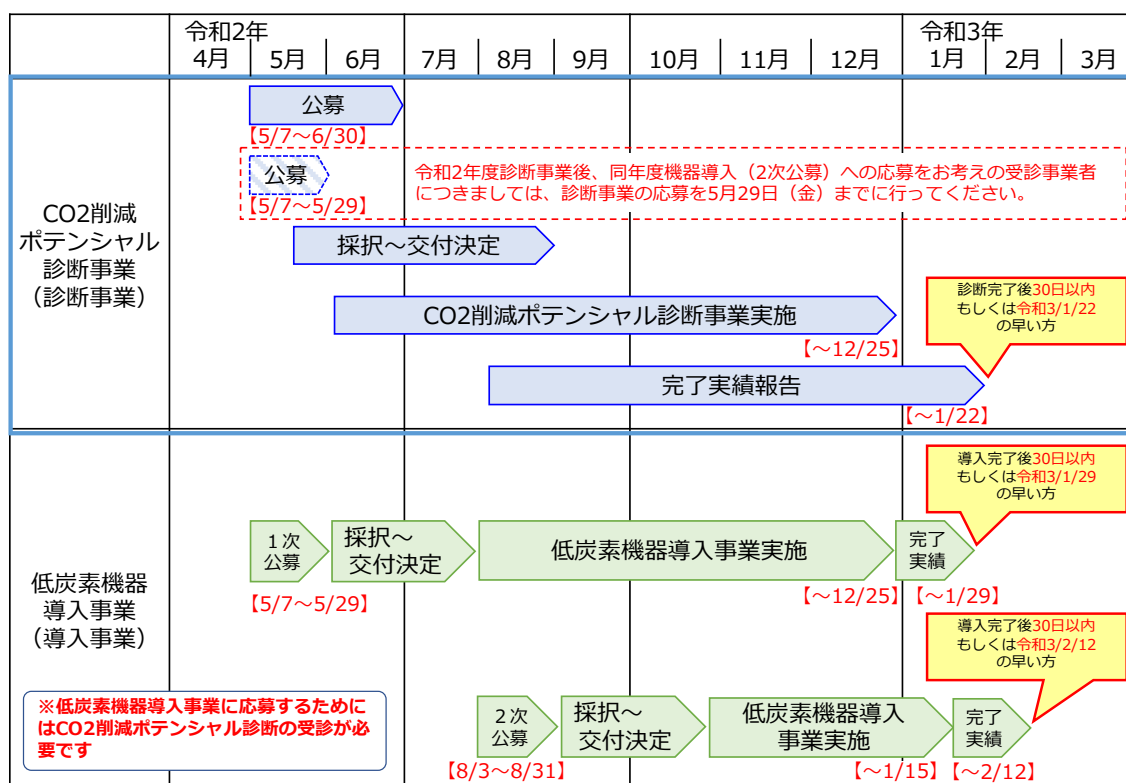 令和2年
令和3年
4月
5月
6月
7月
8月
9月
10月
11月
12月
1月
2月
3月
CO2削減
ポテンシャル
診断事業
(診断事業)
公募
【5/7～6/30】
公募
【5/7～5/29】
令和2年度診断事業後、同年度機器導入（2次公募）への応募をお考えの受診事業者
につきましては、診断事業の応募を5月29日（金）までに行ってください。
採択～交付決定
CO2削減ポテンシャル診断事業実施
【～12/25】
診断完了後30日以内
もしくは令和3/1/22
の早い方
完了実績報告
【～1/22】
低炭素機器
導入事業
(導入事業)
１次
公募
【5/7～5/29】
採択～
交付決定
低炭素機器導入事業実施
【～12/25】
完了
実績
【～1/29】
導入完了後30日以内
もしくは令和3/1/29
の早い方
※低炭素機器導入事業に応募するために
はCO2削減ポテンシャル診断の受診が必
要です
２次
公募
【8/3～8/31】
採択～
交付決定
低炭素機器導入
事業実施
【～1/15】
完了
実績
【～2/12】
導入完了後30日以内
もしくは令和3/2/12
の早い方